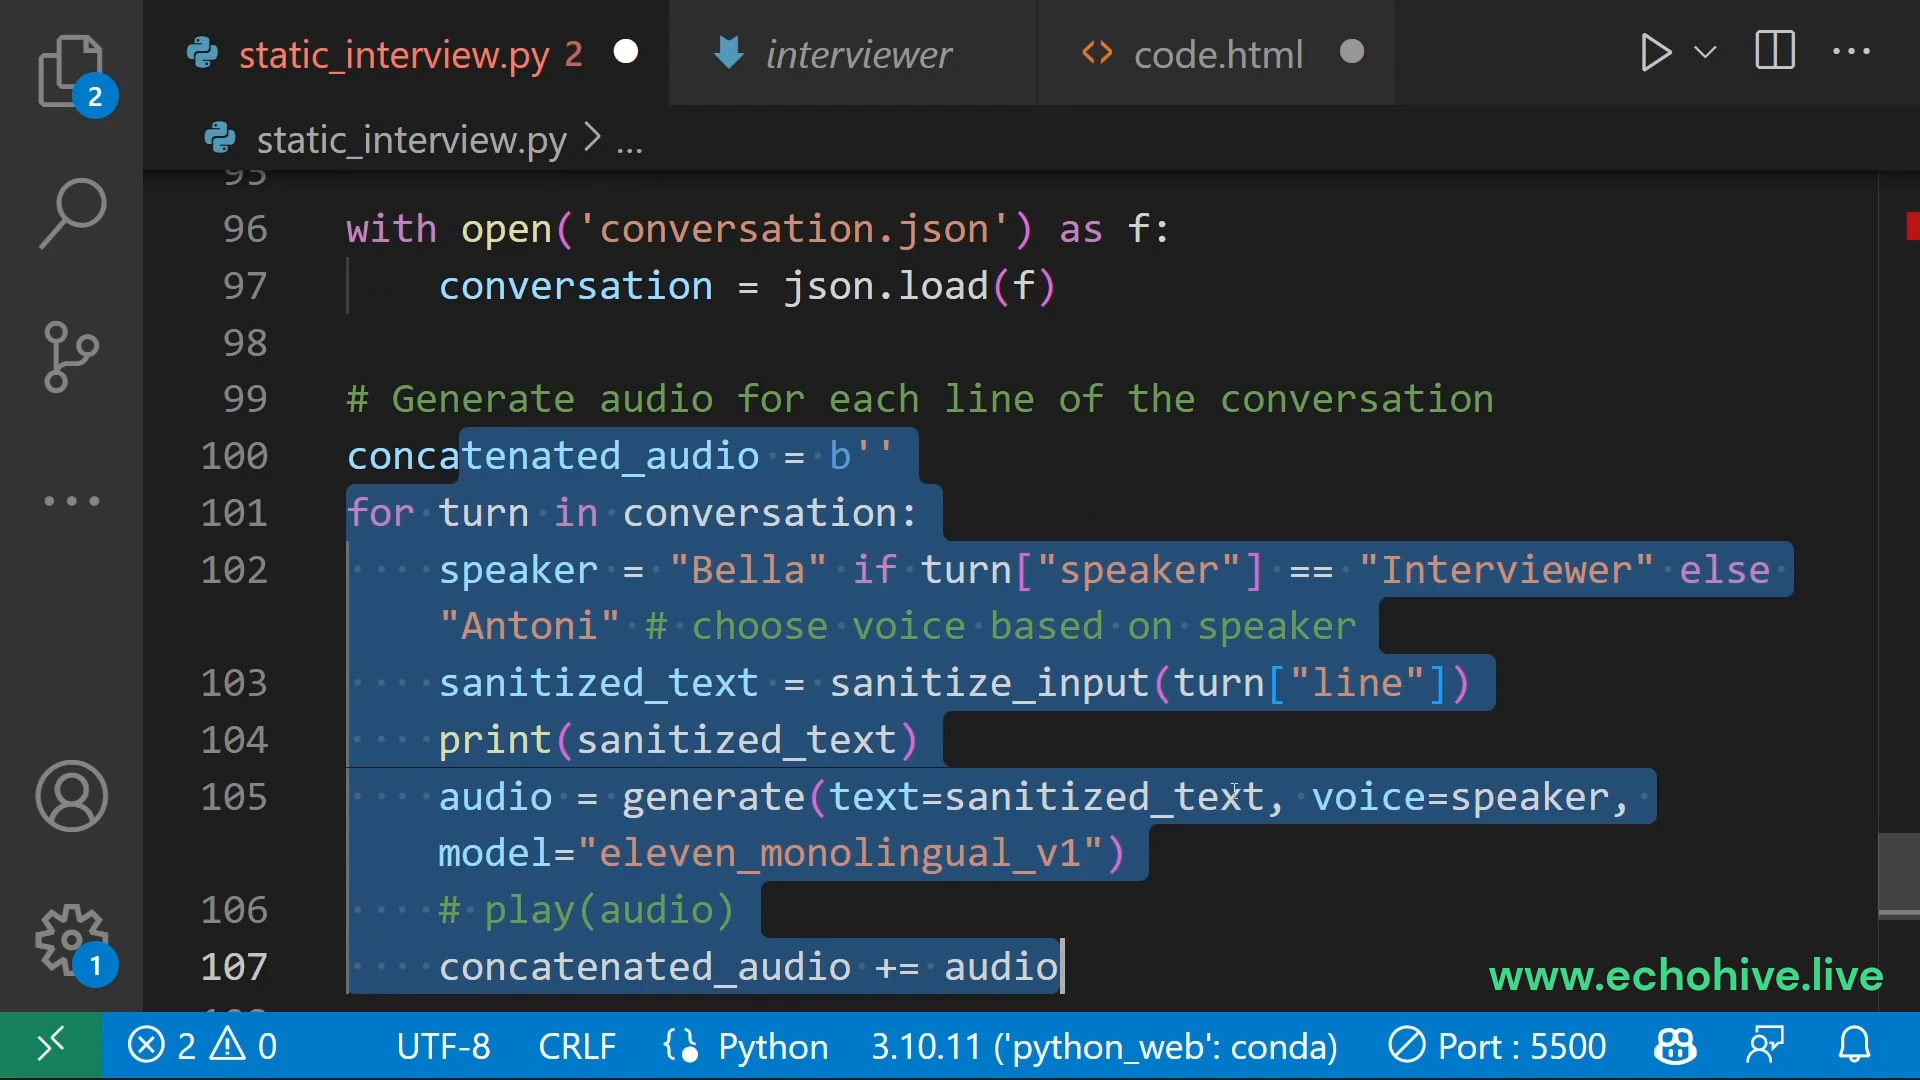 static_interview.py 2
interviewer
code.html
2
static_interview.py > ...
95
96 with open('conversation.json') as f:
97 conversation = json.load(f)
98
99 # Generate audio for each line of the conversation
100 concatenated_audio = b''
101 for turn in conversation:
102 speaker = "Bella" if turn["speaker"] == "Interviewer" else
"Antoni" # choose voice based on speaker
103 sanitized_text = sanitize_input(turn["line"])
104 print(sanitized_text)
105 audio = generate(text=sanitized_text, voice=speaker,
model="eleven_monolingual_v1")
106 # play(audio)
107 concatenated_audio += audio
1
www.echohive.live
2 0 UTF-8 CRLF Python 3.10.11 ('python_web': conda) Port : 5500